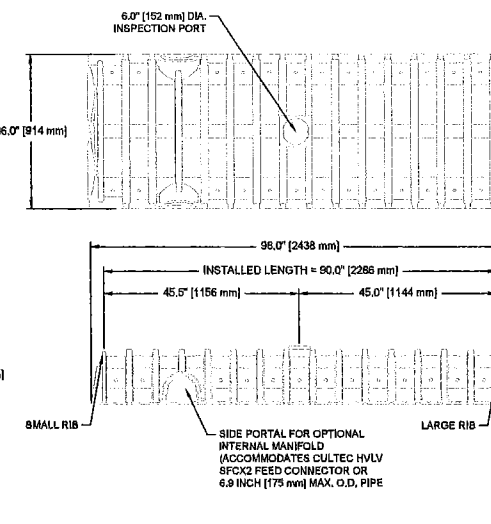 6.0" [152 mm] DIA.
INSPECTION PORT
6.0" [914 mm]
96.0" [2438 mm]
INSTALLED LENGTH = 90.0" [2286 mm]
45.5" [1156 mm]
45.0" [1144 mm]
SMALL RIB
LARGE RIB
SIDE PORTAL FOR OPTIONAL
INTERNAL MANIFOLD
(ACCOMMODATES CULTEC HVLV
SFCX2 FEED CONNECTOR OR
6.9 INCH [175 mm] MAX. O.D. PIPE